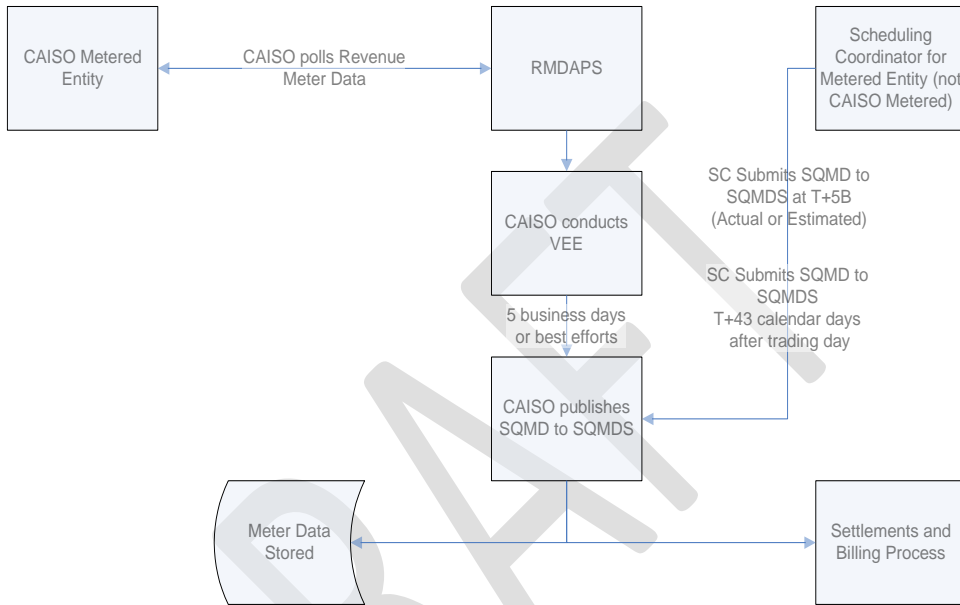 CAISO Metered
Entity
CAISO polls Revenue
Meter Data
RMDAPS
Scheduling
Coordinator for
Metered Entity (not
CAISO Metered)
SC Submits SQMD to
SQMDS at T+5B
(Actual or Estimated)
CAISO conducts
VEE
SC Submits SQMD to
SQMDS
T+43 calendar days
after trading day
5 business days
or best efforts
CAISO publishes
SQMD to SQMDS
Meter Data
Stored
Settlements and
Billing Process
DRAFT